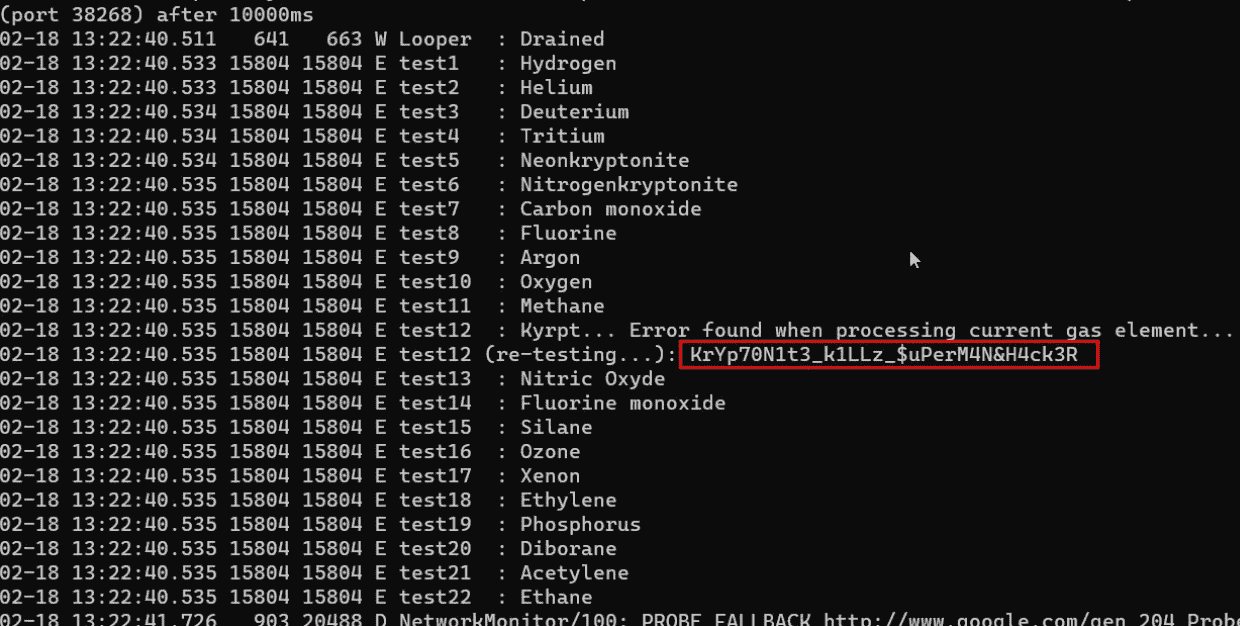 (port 38268) after 10000ms
02-18 13:22:40.511   641   663 W Looper  : Drained
02-18 13:22:40.533 15804 15804 E test1   : Hydrogen
02-18 13:22:40.533 15804 15804 E test2   : Helium
02-18 13:22:40.534 15804 15804 E test3   : Deuterium
02-18 13:22:40.534 15804 15804 E test4   : Tritium
02-18 13:22:40.534 15804 15804 E test5   : Neonkryptonite
02-18 13:22:40.535 15804 15804 E test6   : Nitrogenkryptonite
02-18 13:22:40.535 15804 15804 E test7   : Carbon monoxide
02-18 13:22:40.535 15804 15804 E test8   : Fluorine
02-18 13:22:40.535 15804 15804 E test9   : Argon
02-18 13:22:40.535 15804 15804 E test10  : Oxygen
02-18 13:22:40.535 15804 15804 E test11  : Methane
02-18 13:22:40.535 15804 15804 E test12  : Kyrpt... Error found when processing current gas element...
02-18 13:22:40.535 15804 15804 E test12 (re-testing...): KrYp70N1t3_k1LLz_$uPerM4N&H4ck3R
02-18 13:22:40.535 15804 15804 E test13  : Nitric Oxyde
02-18 13:22:40.535 15804 15804 E test14  : Fluorine monoxide
02-18 13:22:40.535 15804 15804 E test15  : Silane
02-18 13:22:40.535 15804 15804 E test16  : Ozone
02-18 13:22:40.535 15804 15804 E test17  : Xenon
02-18 13:22:40.535 15804 15804 E test18  : Ethylene
02-18 13:22:40.535 15804 15804 E test19  : Phosphorus
02-18 13:22:40.535 15804 15804 E test20  : Diborane
02-18 13:22:40.535 15804 15804 E test21  : Acetylene
02-18 13:22:40.535 15804 15804 E test22  : Ethane
02-18 13:22:41.726   903 20488 D NetworkMonitor/100: PROBE_FALLBACK http://www.google.com/gen_204 Probe